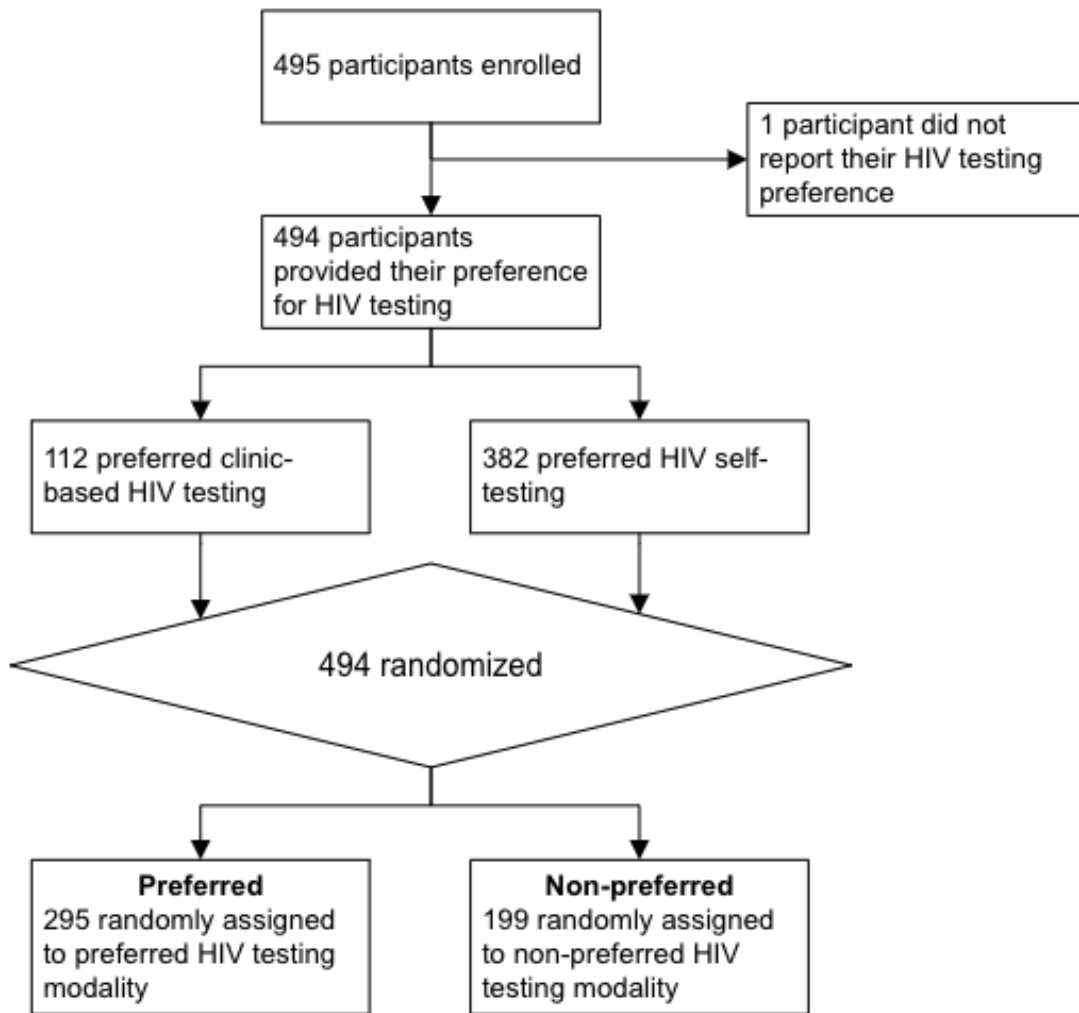 495 participants enrolled
1 participant did not
report their HIV testing
preference
494 participants
provided their preference
for HIV testing
112 preferred clinic-
based HIV testing
382 preferred HIV self-
testing
494 randomized
Preferred
295 randomly assigned
to preferred HIV testing
modality
Non-preferred
199 randomly assigned
to non-preferred HIV
testing modality